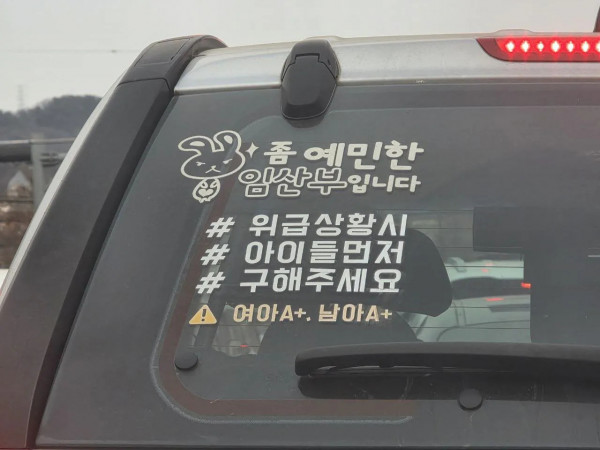 좀 예민한
임산부입니다
# 위급상황시
# 아이들먼저
# 구해주세요
여아A+. 남아A+